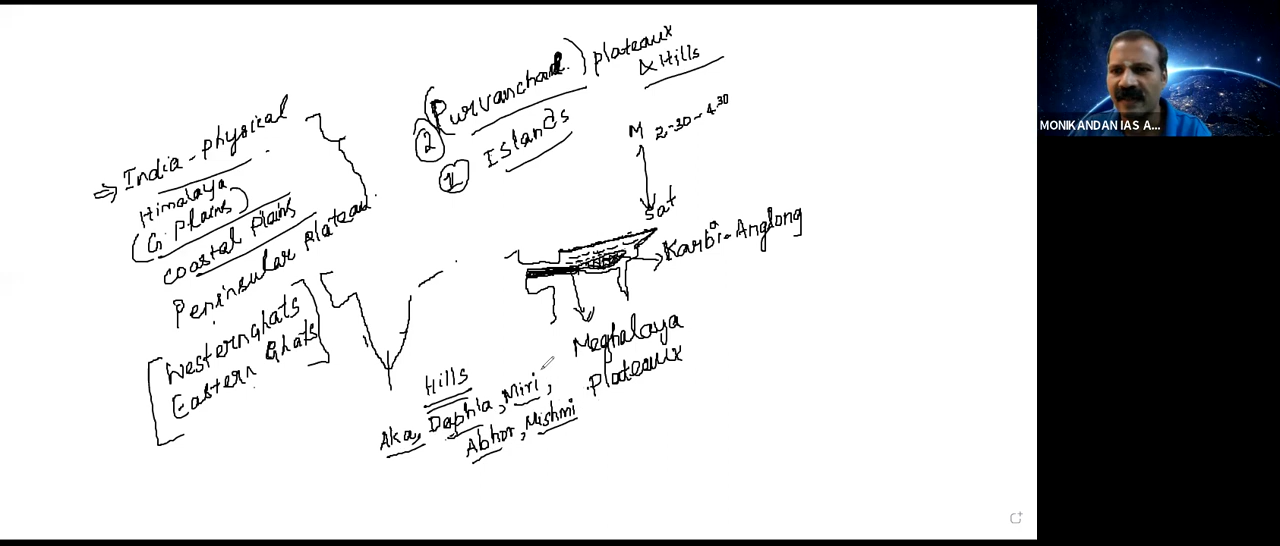 India-physical
Himalaya
(G. Plains)
Coastal Plains
Peninsular plateau
Western Ghats
Eastern Ghats
(Purvanchal) plateaux
& Hills
② 
① Islands
M 2-30-4.30
Sat
Karbi-Anglong
Meghalaya
Plateaux
Hills
Aka, Daphla, Miri,
Abhor, Mishmi
MONIKANDAN IAS A...